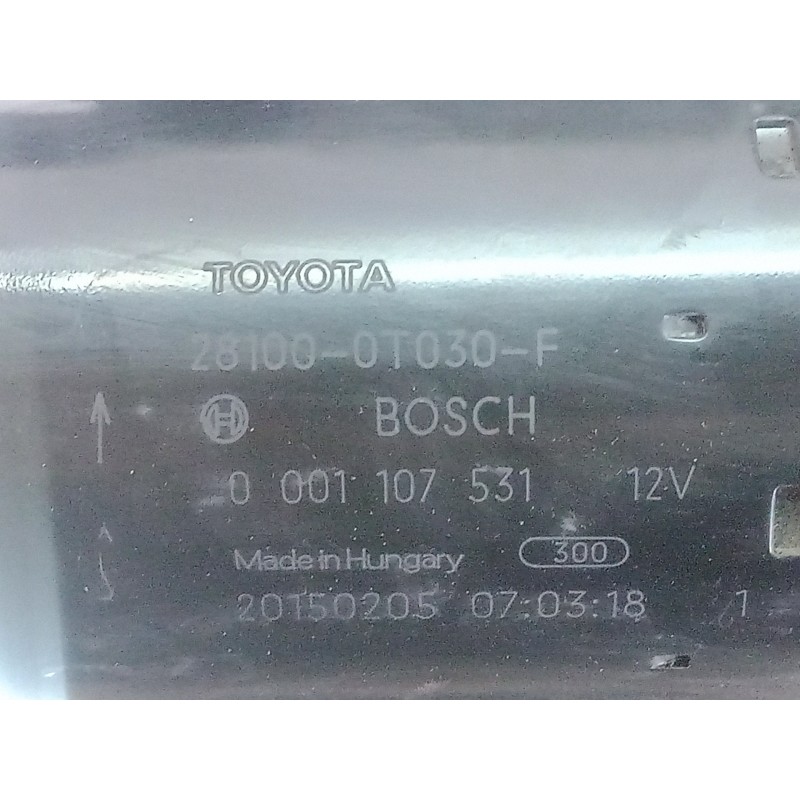 TOYOTA
28100-0T030-F
H BOSCH
0 001 107 531 12V
Made in Hungary 300
20150205 07:03:18 1